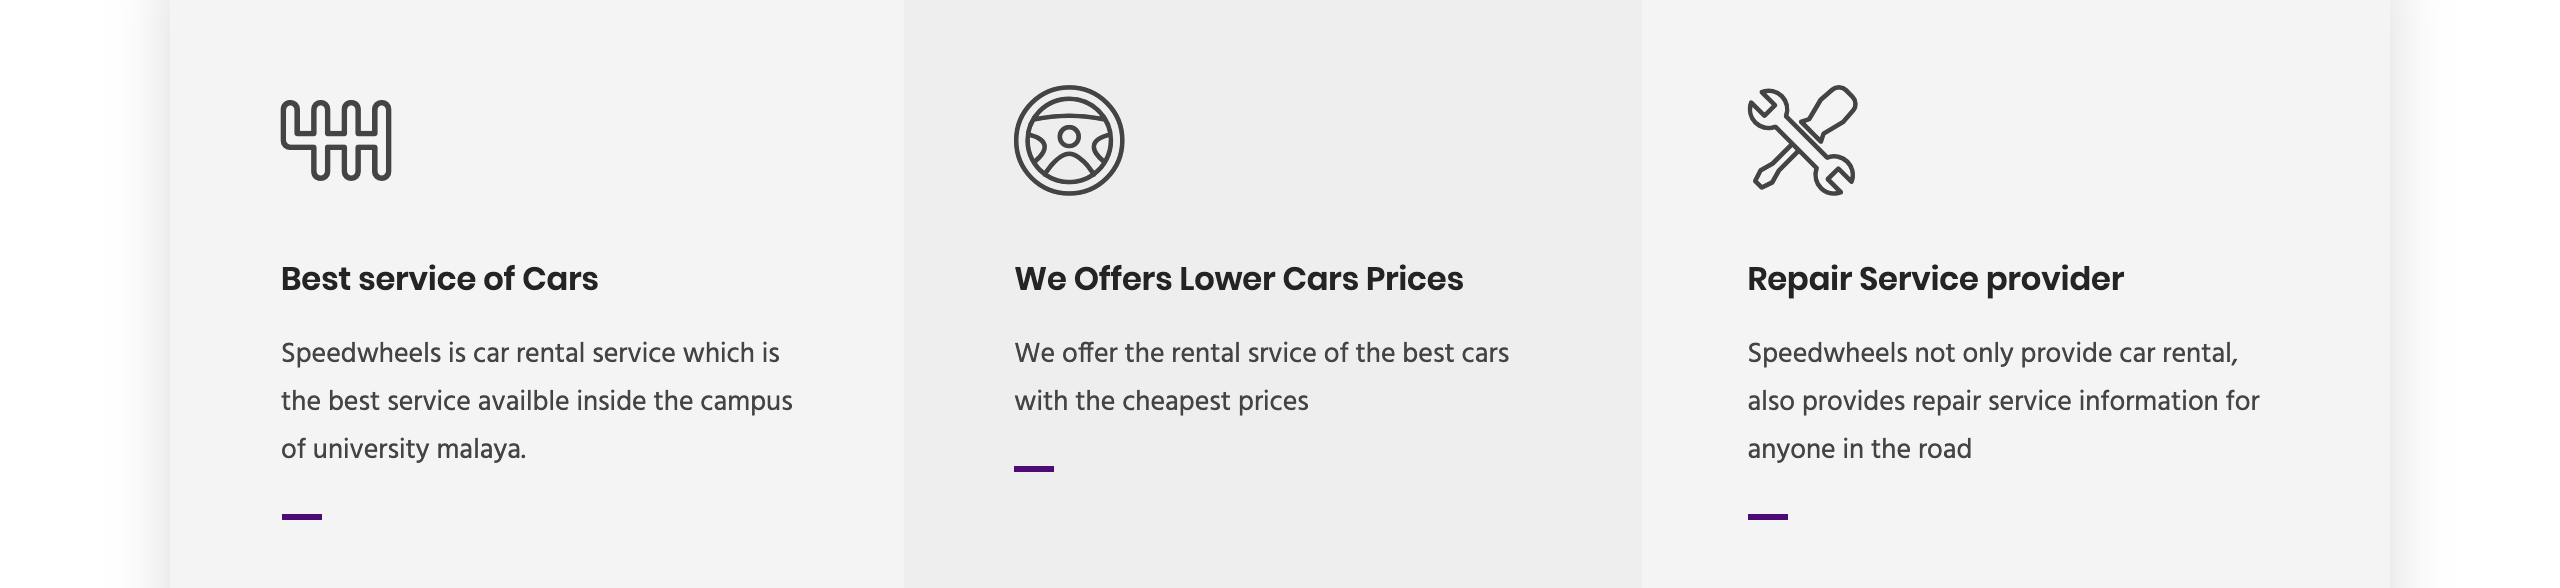 Best service of Cars
Speedwheels is car rental service which is
the best service availble inside the campus
of university malaya.
We Offers Lower Cars Prices
We offer the rental srvice of the best cars
with the cheapest prices
Repair Service provider
Speedwheels not only provide car rental,
also provides repair service information for
anyone in the road